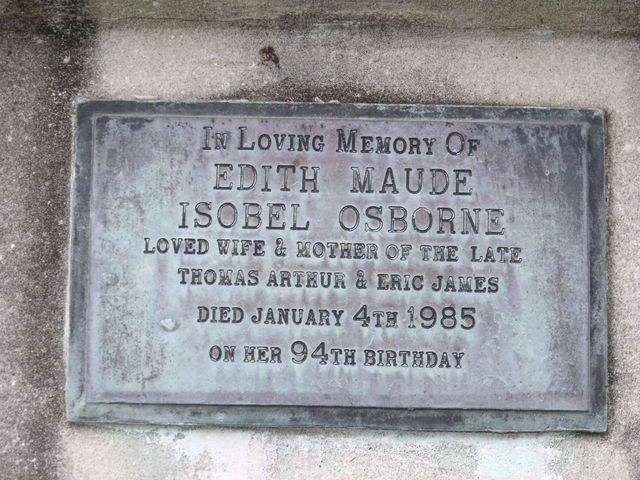 In Loving Memory Of
EDITH MAUDE
ISOBEL OSBORNE
LOVED WIFE & MOTHER OF THE LATE
THOMAS ARTHUR & ERIC JAMES
DIED JANUARY 4TH 1985
ON HER 94TH BIRTHDAY